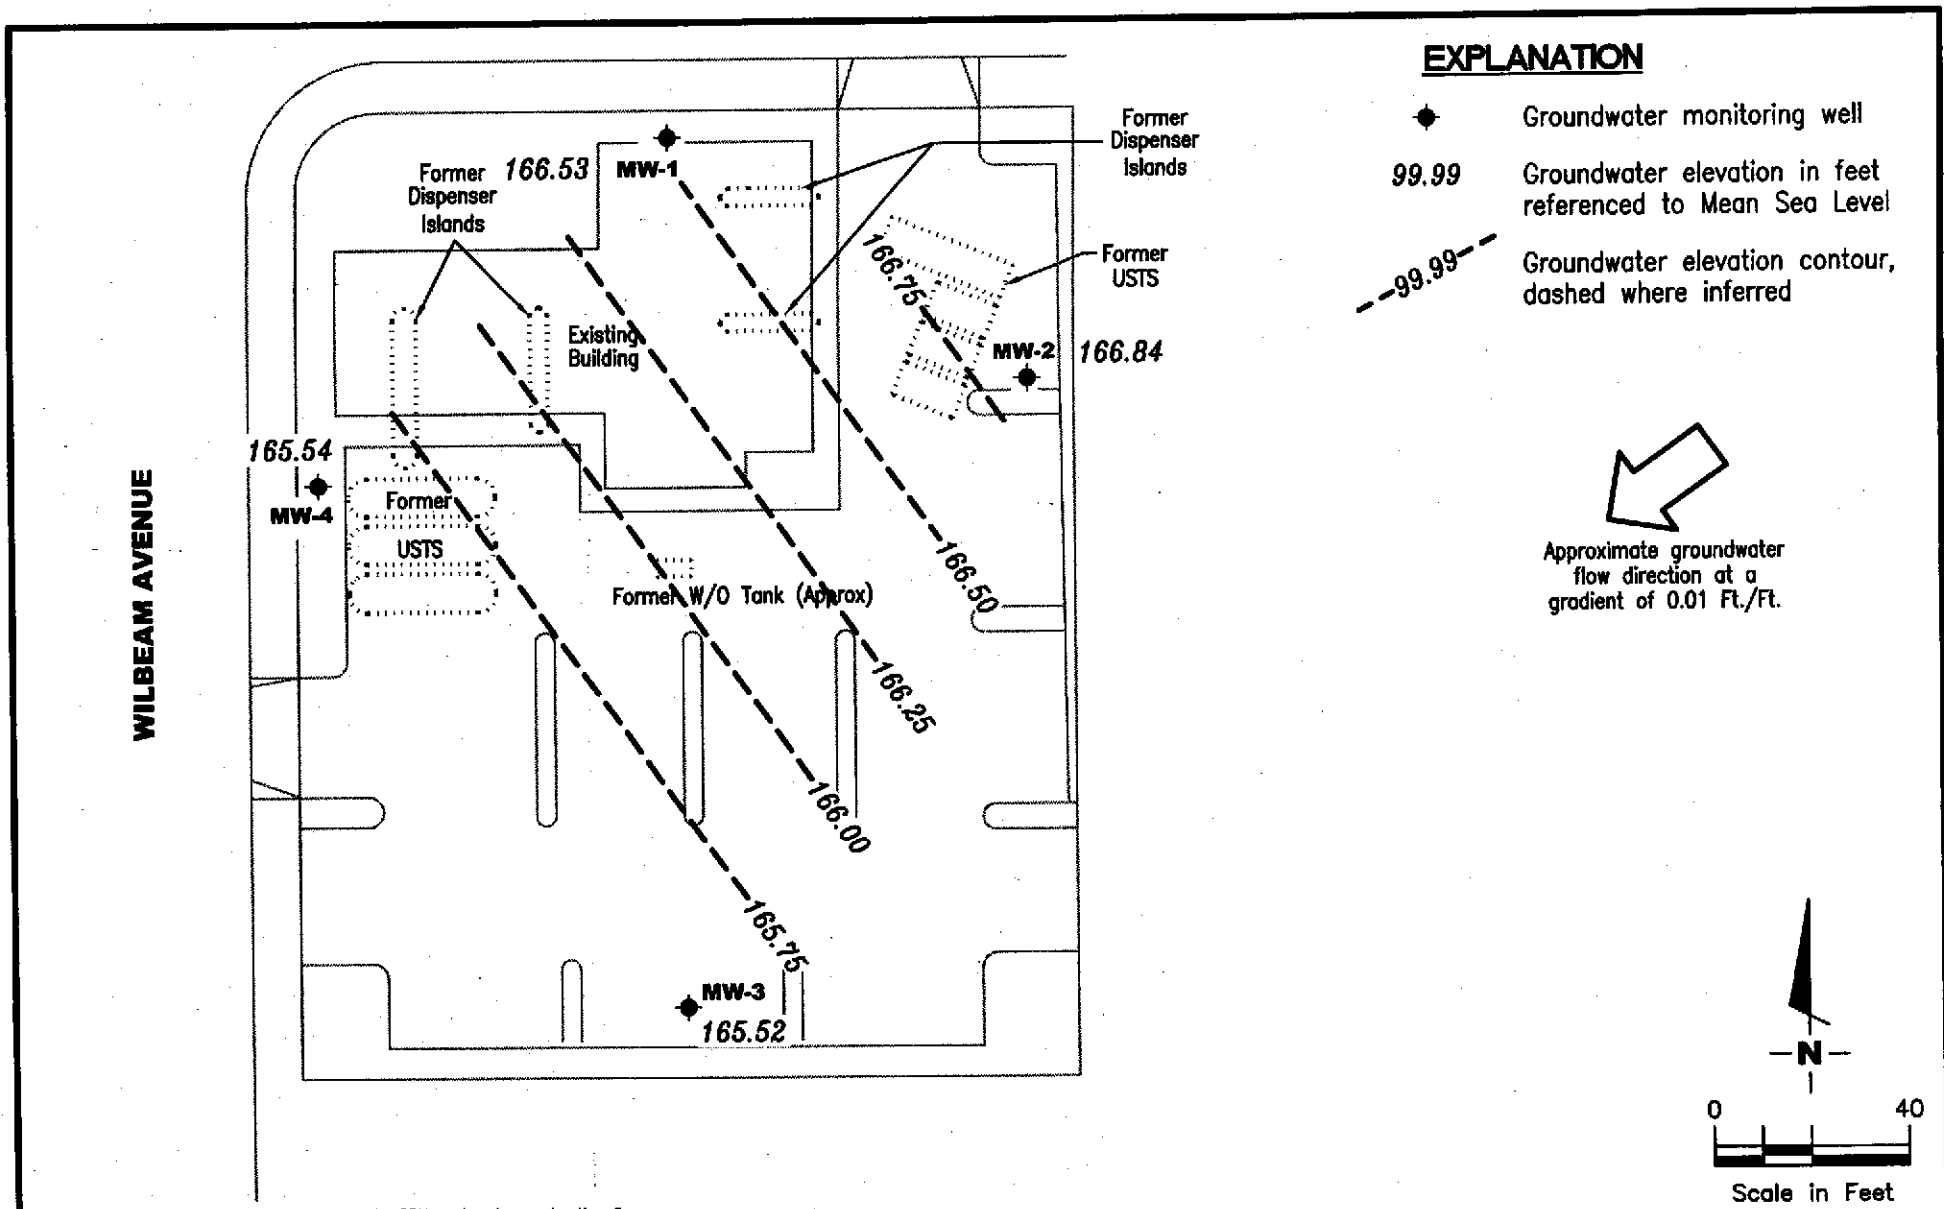 EXPLANATION
Groundwater monitoring well
99.99
Groundwater elevation in feet
referenced to Mean Sea Level
99.99
Groundwater elevation contour,
dashed where inferred
Former
Dispenser
Islands
166.53
MW-1
Former
Dispenser
Islands
166.75
Former
USTS
MW-2
166.84
Existing
Building
165.54
MW-4
Former
USTS
WILBEAM AVENUE
Former W/O Tank (Approx)
166.50
166.25
166.00
165.75
MW-3
165.52
Approximate groundwater
flow direction at a
gradient of 0.01 Ft./Ft.
N
0 40
Scale in Feet